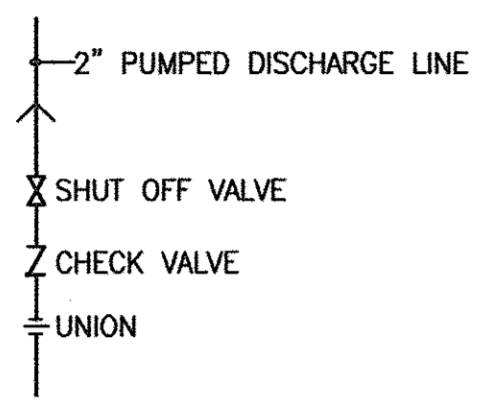 2" PUMPED DISCHARGE LINE
SHUT OFF VALVE
CHECK VALVE
UNION